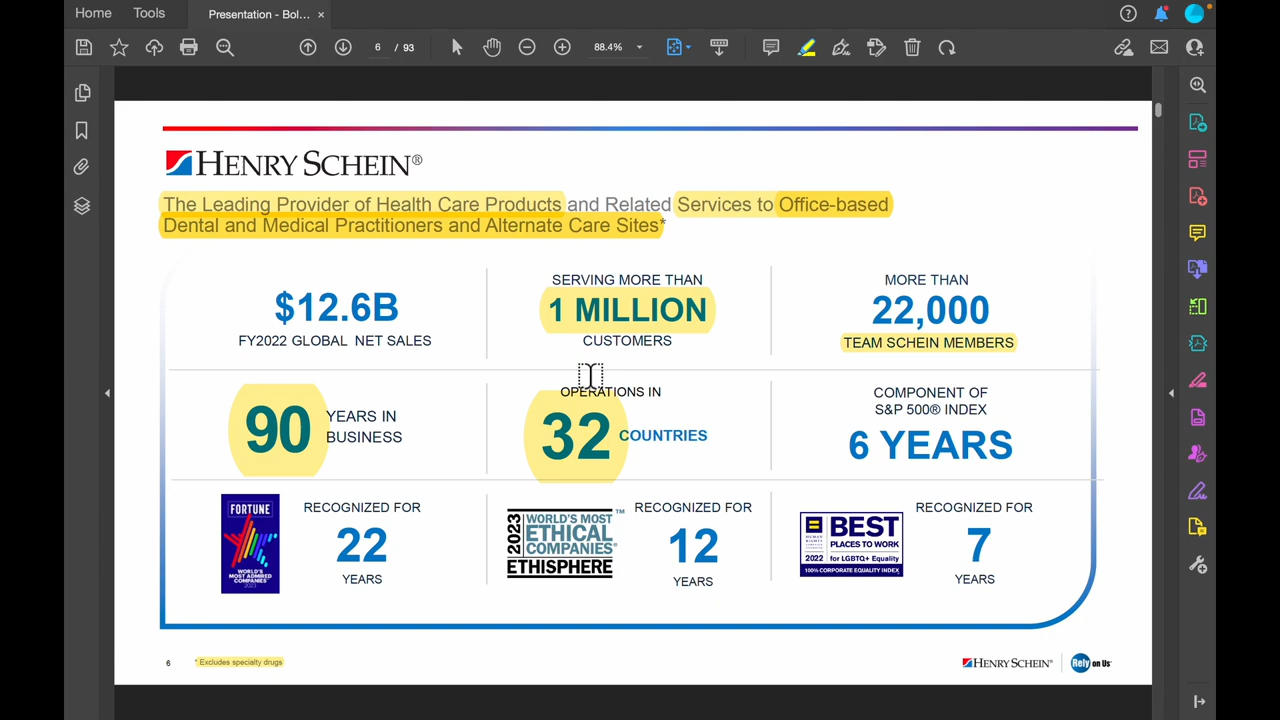 Home
Tools
Presentation - Bol...
×
6 / 93
88.4%
HENRY SCHEIN®
The Leading Provider of Health Care Products and Related Services to Office-based
Dental and Medical Practitioners and Alternate Care Sites*
$12.6B
FY2022 GLOBAL NET SALES
SERVING MORE THAN
1 MILLION
CUSTOMERS
MORE THAN
22,000
TEAM SCHEIN MEMBERS
90
YEARS IN
BUSINESS
OPERATIONS IN
32
COUNTRIES
COMPONENT OF
S&P 500® INDEX
6 YEARS
FORTUNE
WORLD'S
MOST ADMIRED
COMPANIES
RECOGNIZED FOR
22
YEARS
2023
WORLD'S MOST
ETHICAL
COMPANIES®
ETHISPHERE
™
RECOGNIZED FOR
12
YEARS
HUMAN
RIGHTS
CAMPAIGN
2022
BEST
PLACES TO WORK
for LGBTQ+ Equality
100% CORPORATE EQUALITY INDEX
RECOGNIZED FOR
7
YEARS
6
* Excludes specialty drugs
HENRY SCHEIN®
Rely on Us